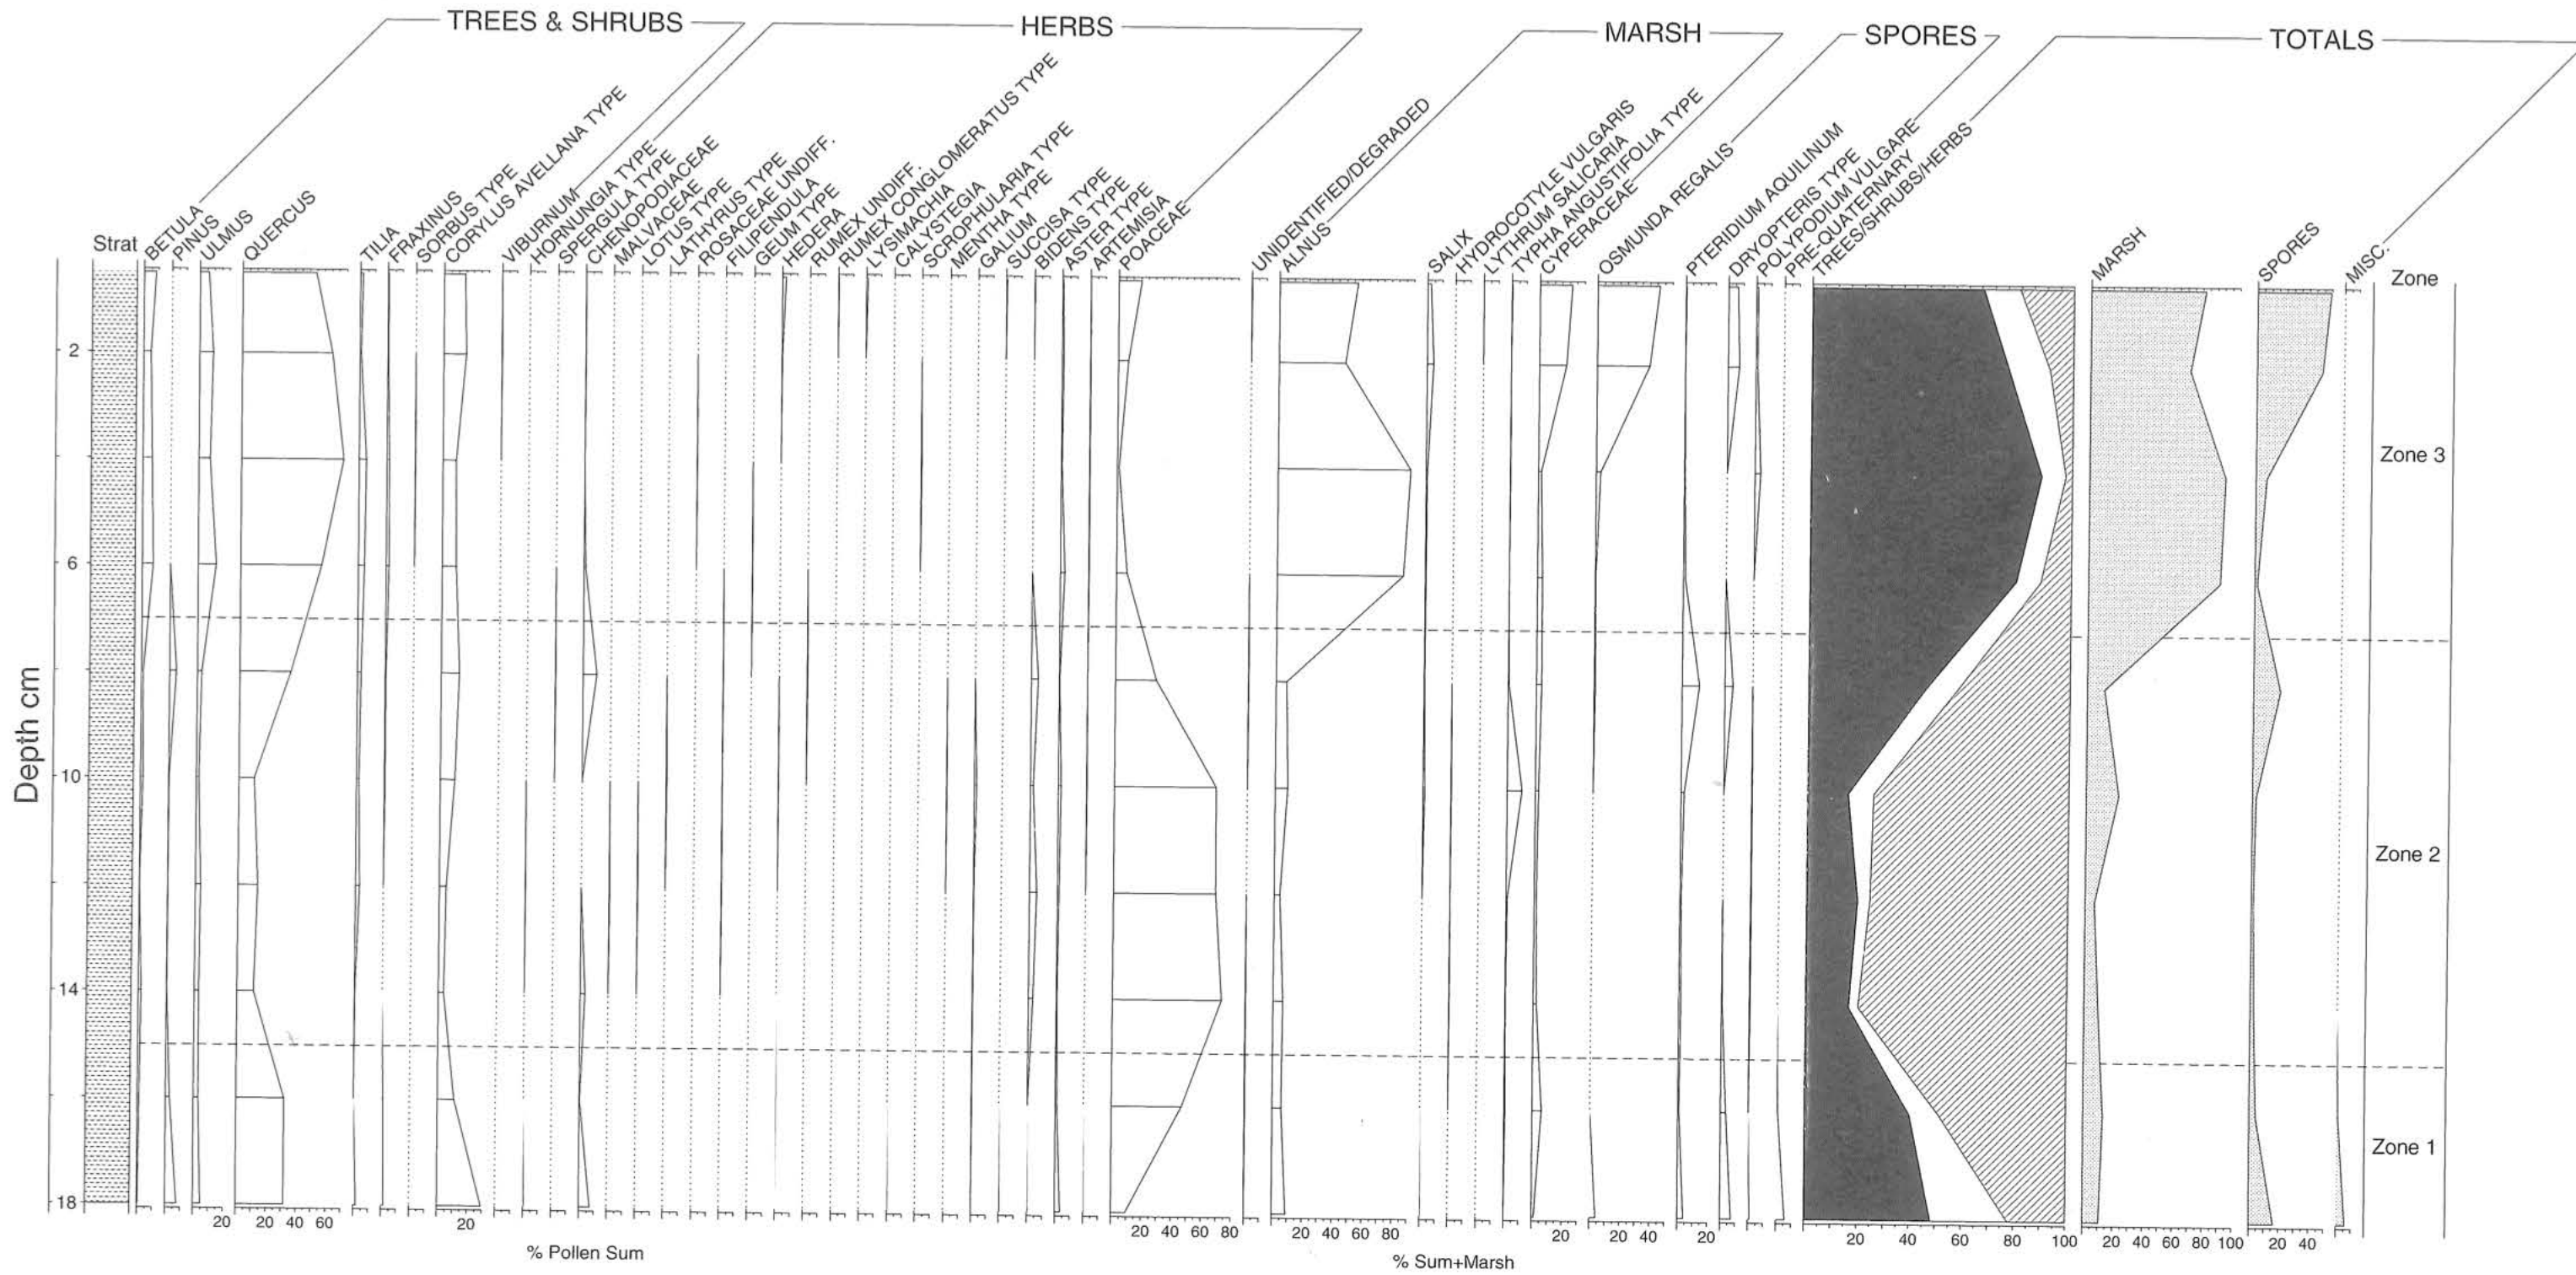 TREES & SHRUBS
HERBS
MARSH
SPORES
TOTALS
Strat
BETULA
PINUS
ULMUS
QUERCUS
TILIA
FRAXINUS
SORBUS TYPE
CORYLUS AVELLANA TYPE
VIBURNUM
HORNUNGIA TYPE
SPERGULA TYPE
CHENOPODIACEAE
MALVACEAE
LOTUS TYPE
LATHYRUS TYPE
ROSACEAE UNDIFF.
FILIPENDULA
GEUM TYPE
HEDERA
RUMEX UNDIFF.
RUMEX CONGLOMERATUS TYPE
LYSIMACHIA
CALYSTEGIA
SCROPHULARIA TYPE
MENTHA TYPE
GALIUM
SUCCISA TYPE
BIDENS TYPE
ASTER TYPE
ARTEMISIA
POACEAE
UNIDENTIFIED/DEGRADED
ALNUS
SALIX
HYDROCOTYLE VULGARIS
LYTHRUM SALICARIA
TYPHA ANGUSTIFOLIA TYPE
CYPERACEAE
OSMUNDA REGALIS
PTERIDIUM AQUILINUM
DRYOPTERIS TYPE
POLYPODIUM VULGARE
PRE-QUATERNARY
TREES/SHRUBS/HERBS
MARSH
SPORES
MISC.
Zone
2
6
10
14
18
Depth cm
Zone 3
Zone 2
Zone 1
20
20 40 60
20
20 40 60 80
20 40 60 80
20
20 40
20
20 40 60 80 100
20 40 60 80 100
20 40
% Pollen Sum
% Sum+Marsh